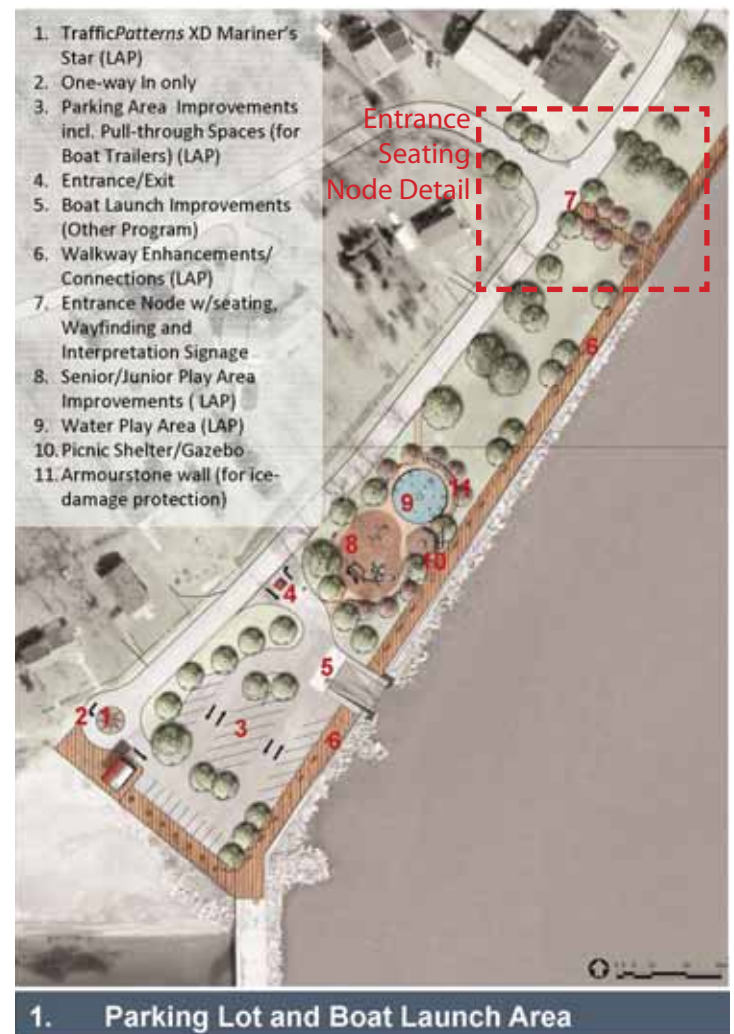 1. TrafficPatterns XD Mariner's
Star (LAP)
2. One-way In only
3. Parking Area Improvements
incl. Pull-through Spaces (for
Boat Trailers) (LAP)
4. Entrance/Exit
5. Boat Launch Improvements
(Other Program)
6. Walkway Enhancements/
Connections (LAP)
7. Entrance Node w/seating,
Wayfinding and
Interpretation Signage
8. Senior/Junior Play Area
Improvements ( LAP)
9. Water Play Area (LAP)
10. Picnic Shelter/Gazebo
11. Armourstone wall (for ice-
damage protection)
Entrance
Seating
Node Detail
7
6
11
9
8
10
4
5
2
1
3
6
1. Parking Lot and Boat Launch Area